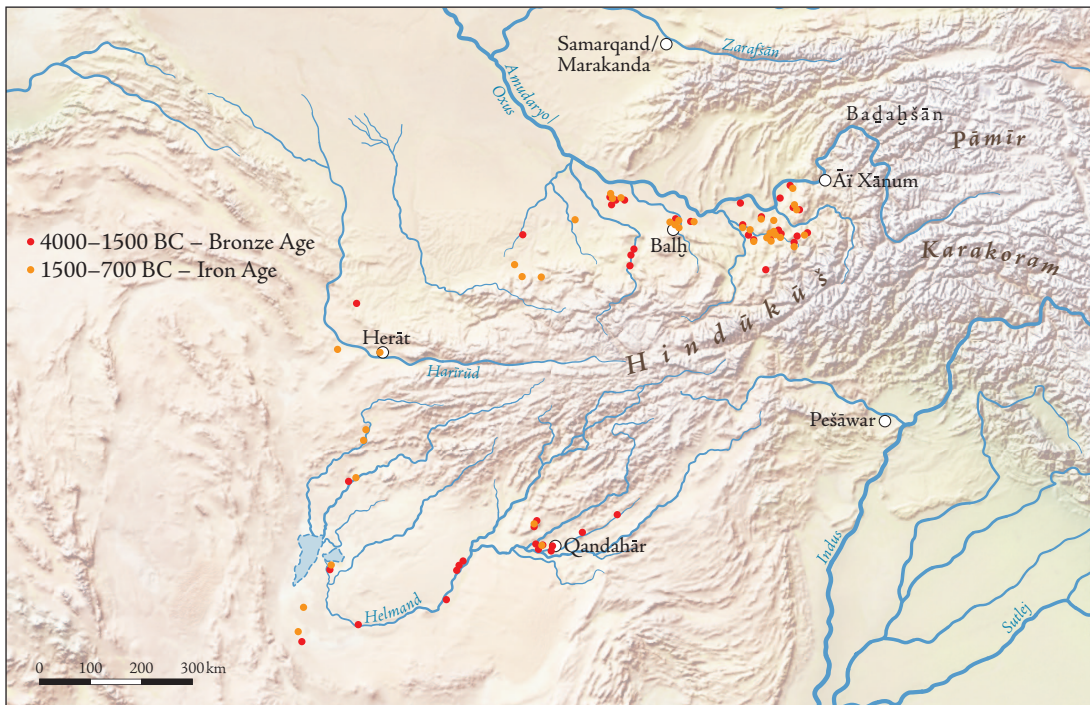 Samarqand/
Marakanda
Zarafšān
Amudaryo/
Oxus
Badaḫšān
Pāmīr
Āï Xānum
Balḫ
4000–1500 BC – Bronze Age
1500–700 BC – Iron Age
Karakoram
Hindūkūš
Herāt
Harīrūd
Pešāwar
Qandahār
Indus
Helmand
Sutlej
0 100 200 300 km